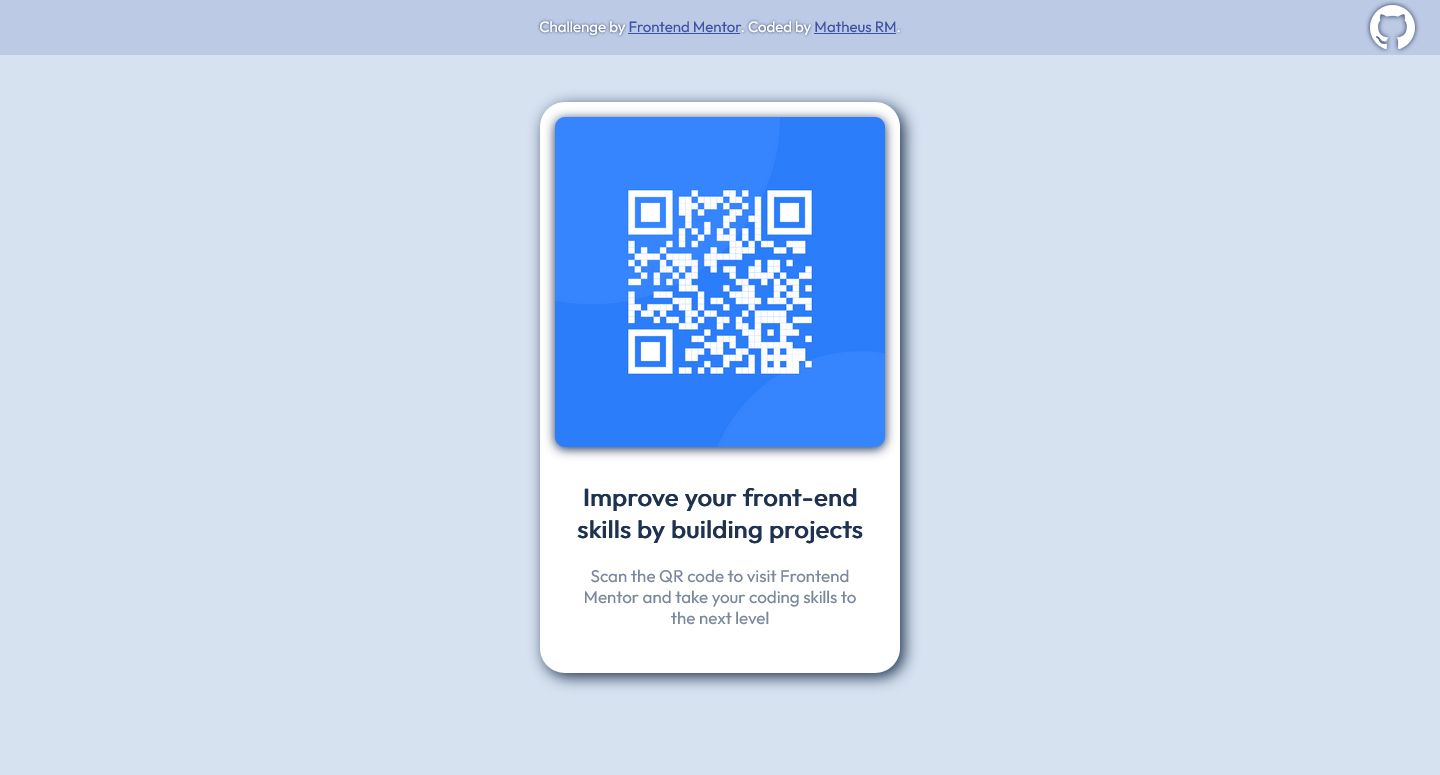 Challenge by Frontend Mentor. Coded by Matheus RM.
Improve your front-end
skills by building projects
Scan the QR code to visit Frontend
Mentor and take your coding skills to
the next level